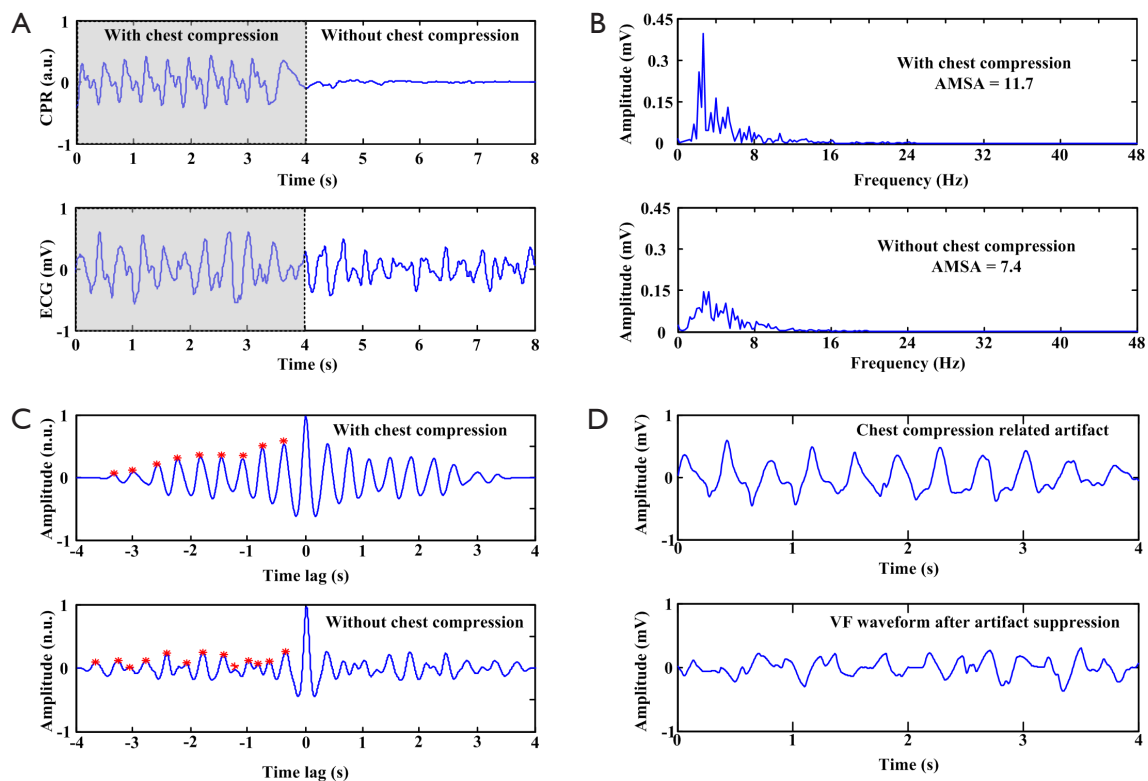 A
With chest compression
Without chest compression
CPR (a.u.)
1
0
-1
0 1 2 3 4 5 6 7 8
Time (s)
ECG (mV)
1
0
-1
0 1 2 3 4 5 6 7 8
Time (s)
B
With chest compression
AMSA = 11.7
Amplitude (mV)
0.45
0.3
0.15
0
0 8 16 24 32 40 48
Frequency (Hz)
Without chest compression
AMSA = 7.4
Amplitude (mV)
0.45
0.3
0.15
0
0 8 16 24 32 40 48
Frequency (Hz)
C
With chest compression
Amplitude (n.u.)
1
0
-1
-4 -3 -2 -1 0 1 2 3 4
Time lag (s)
Without chest compression
Amplitude (n.u.)
1
0
-1
-4 -3 -2 -1 0 1 2 3 4
Time lag (s)
D
Chest compression related artifact
Amplitude (mV)
1
0
-1
0 1 2 3 4
Time (s)
VF waveform after artifact suppression
Amplitude (mV)
1
0
-1
0 1 2 3 4
Time (s)